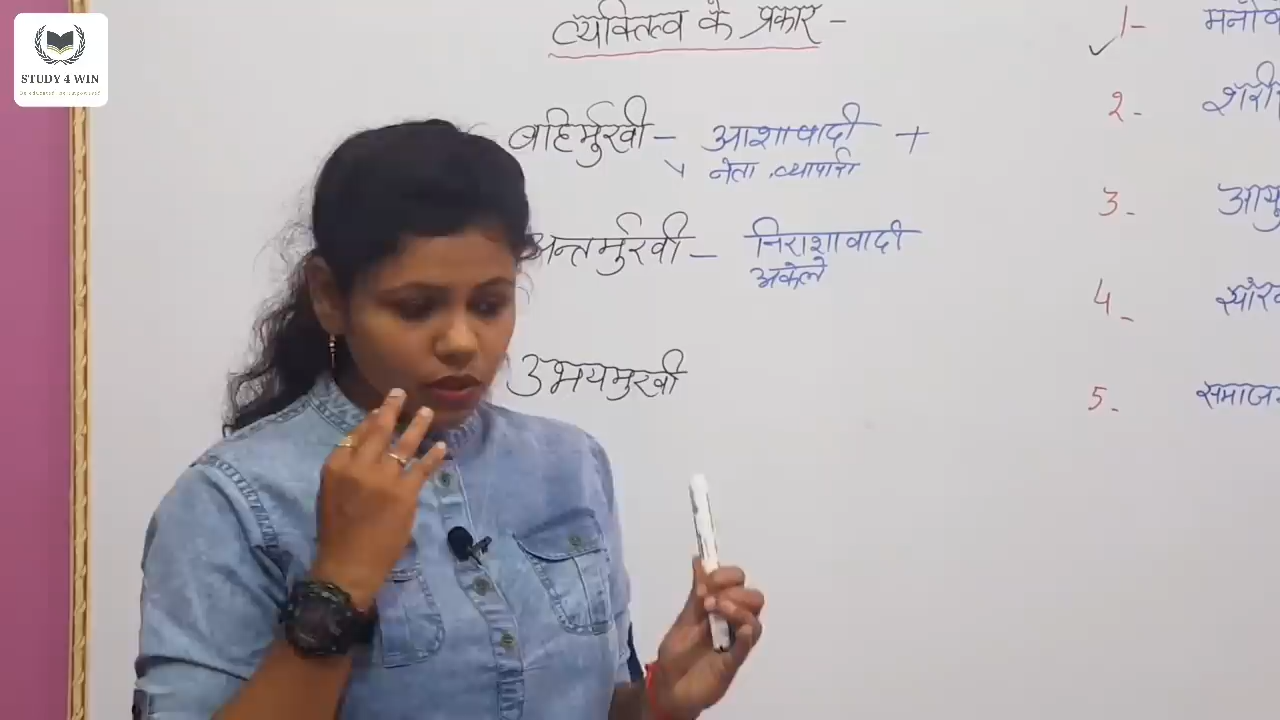 STUDY 4 WIN
व्यक्तित्व के प्रकार -
बहिर्मुखी - आशावादी +
नेता, व्यापारी
अन्तर्मुखी - निराशावादी
अकेले
उभयमुखी
1-
2-
3-
4-
5-